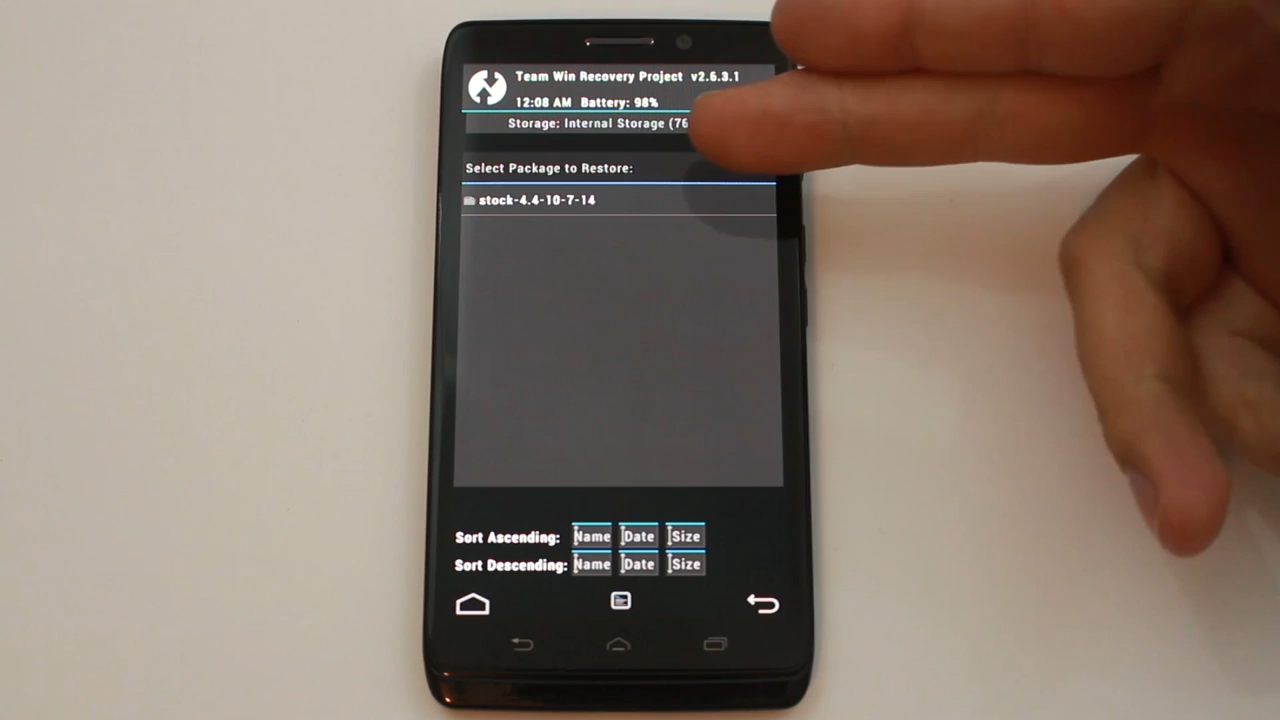 Team Win Recovery Project v2.6.3.1
12:08 AM Battery: 98%
Storage: Internal Storage (76
Select Package to Restore:
stock-4.4-10-7-14
Sort Ascending: Name Date Size
Sort Descending: Name Date Size